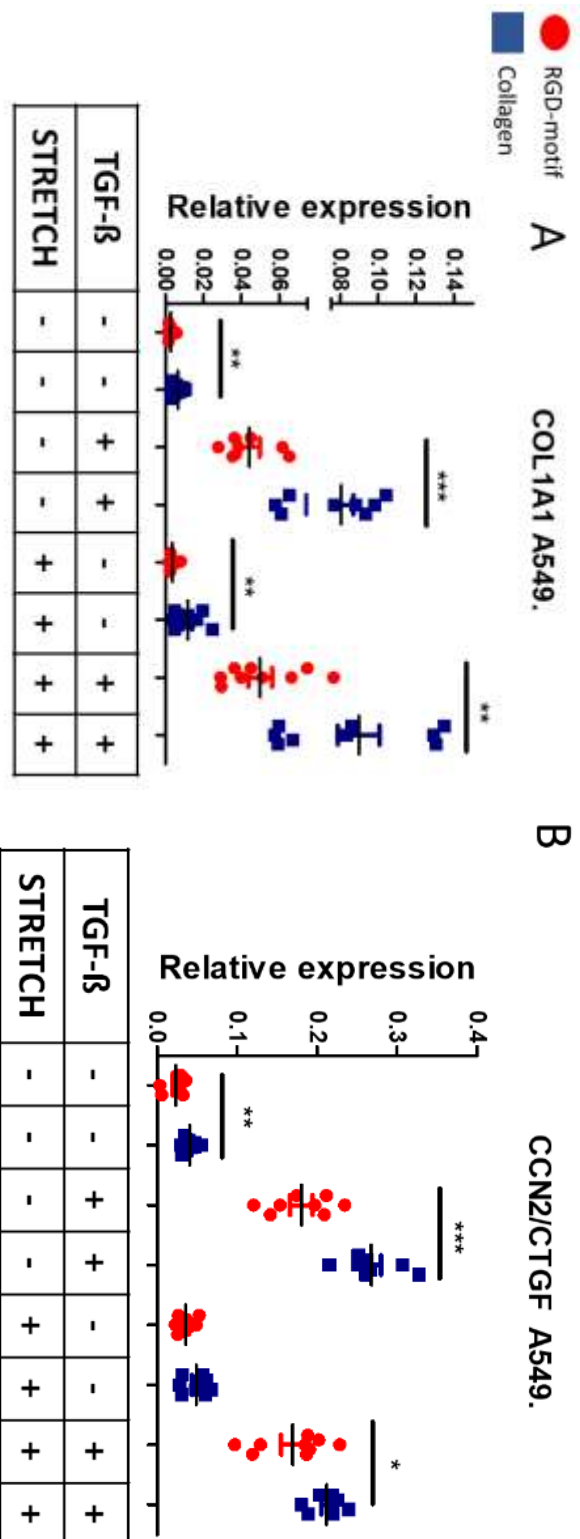 RGD-motif
Collagen
A
COL1A1 A549.
Relative expression
0.14
0.12
0.10
0.08
0.06
0.04
0.02
0.00
**
***
**
**
TGF-ß - - + + - - + +
STRETCH - - - - + + + +
B
CCN2/CTGF A549.
Relative expression
0.4
0.3
0.2
0.1
0.0
**
***
*
TGF-ß - - + + - - + +
STRETCH - - - - + + + +